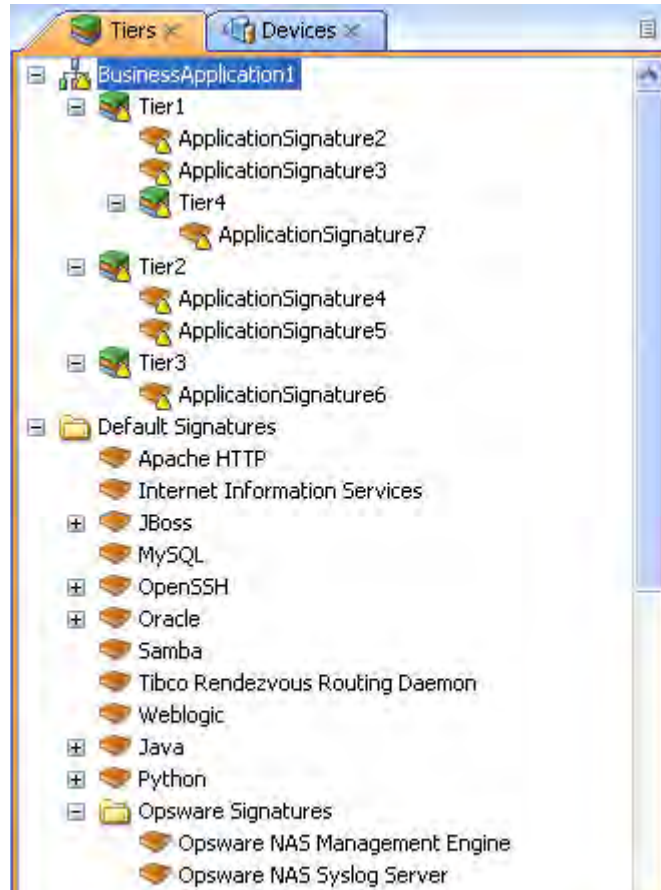 Tiers Devices
BusinessApplication1
Tier1
ApplicationSignature2
ApplicationSignature3
Tier4
ApplicationSignature7
Tier2
ApplicationSignature4
ApplicationSignature5
Tier3
ApplicationSignature6
Default Signatures
Apache HTTP
Internet Information Services
JBoss
MySQL
OpenSSH
Oracle
Samba
Tibco Rendezvous Routing Daemon
Weblogic
Java
Python
Opsware Signatures
Opsware NAS Management Engine
Opsware NAS Syslog Server